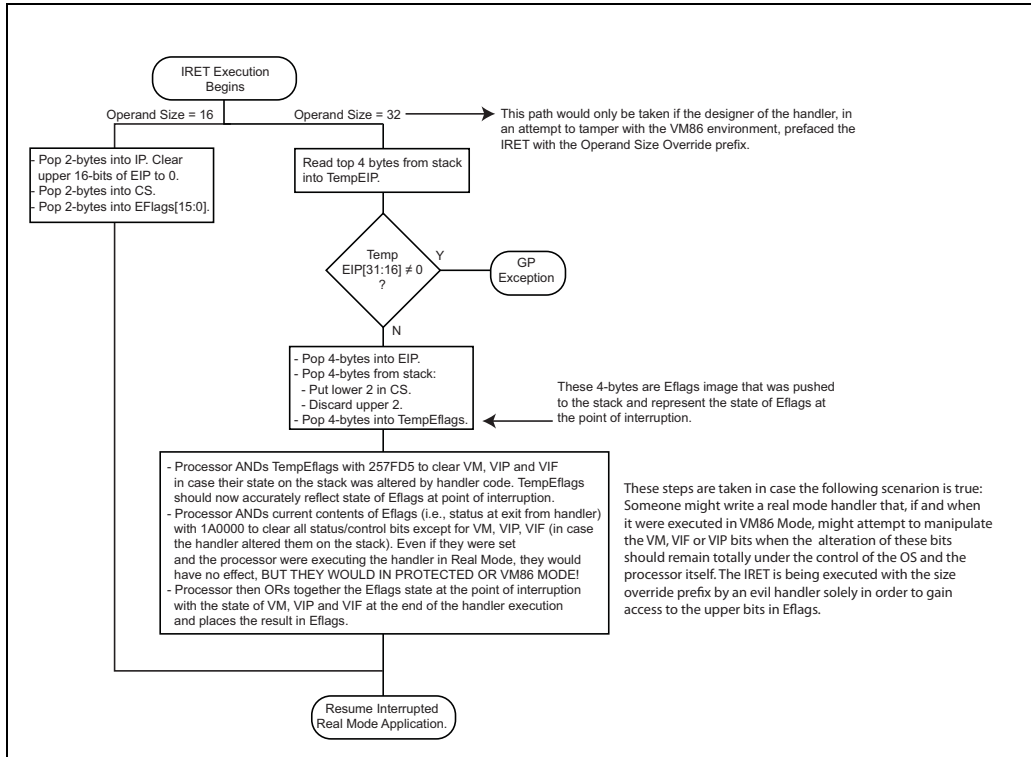 IRET Execution
Begins
Operand Size = 16
Operand Size = 32
This path would only be taken if the designer of the handler, in
an attempt to tamper with the VM86 environment, prefaced the
IRET with the Operand Size Override prefix.
- Pop 2-bytes into IP. Clear
upper 16-bits of EIP to 0.
- Pop 2-bytes into CS.
- Pop 2-bytes into EFlags[15:0].
Read top 4 bytes from stack
into TempEIP.
Temp
EIP[31:16] ≠ 0
?
Y
GP
Exception
N
- Pop 4-bytes into EIP.
- Pop 4-bytes from stack:
- Put lower 2 in CS.
- Discard upper 2.
- Pop 4-bytes into TempEflags.
These 4-bytes are Eflags image that was pushed
to the stack and represent the state of Eflags at
the point of interruption.
- Processor ANDs TempEflags with 257FD5 to clear VM, VIP and VIF
in case their state on the stack was altered by handler code. TempEflags
should now accurately reflect state of Eflags at point of interruption.
- Processor ANDs current contents of Eflags (i.e., status at exit from handler)
with 1A0000 to clear all status/control bits except for VM, VIP, VIF (in case
the handler altered them on the stack). Even if they were set
and the processor were executing the handler in Real Mode, they would
have no effect, BUT THEY WOULD IN PROTECTED OR VM86 MODE!
- Processor then ORs together the Eflags state at the point of interruption
with the state of VM, VIP and VIF at the end of the handler execution
and places the result in Eflags.
These steps are taken in case the following scenarion is true:
Someone might write a real mode handler that, if and when
it were executed in VM86 Mode, might attempt to manipulate
the VM, VIF or VIP bits when the alteration of these bits
should remain totally under the control of the OS and the
processor itself. The IRET is being executed with the size
override prefix by an evil handler solely in order to gain
access to the upper bits in Eflags.
Resume Interrupted
Real Mode Application.